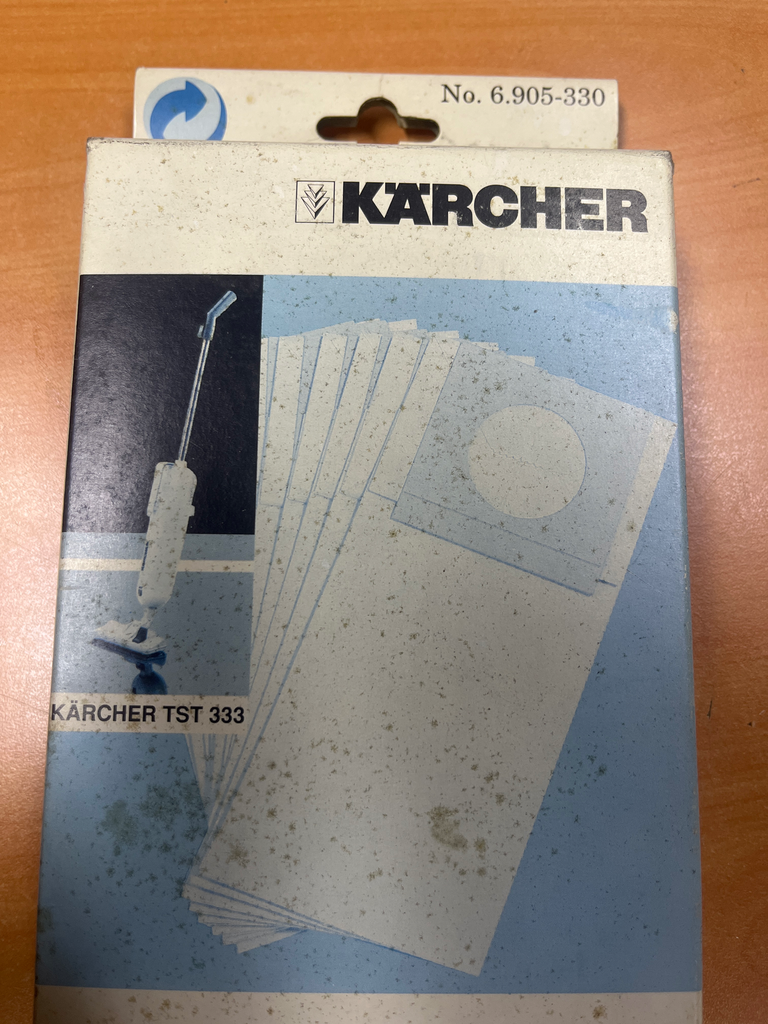 No. 6.905-330
KÄRCHER
KÄRCHER TST 333